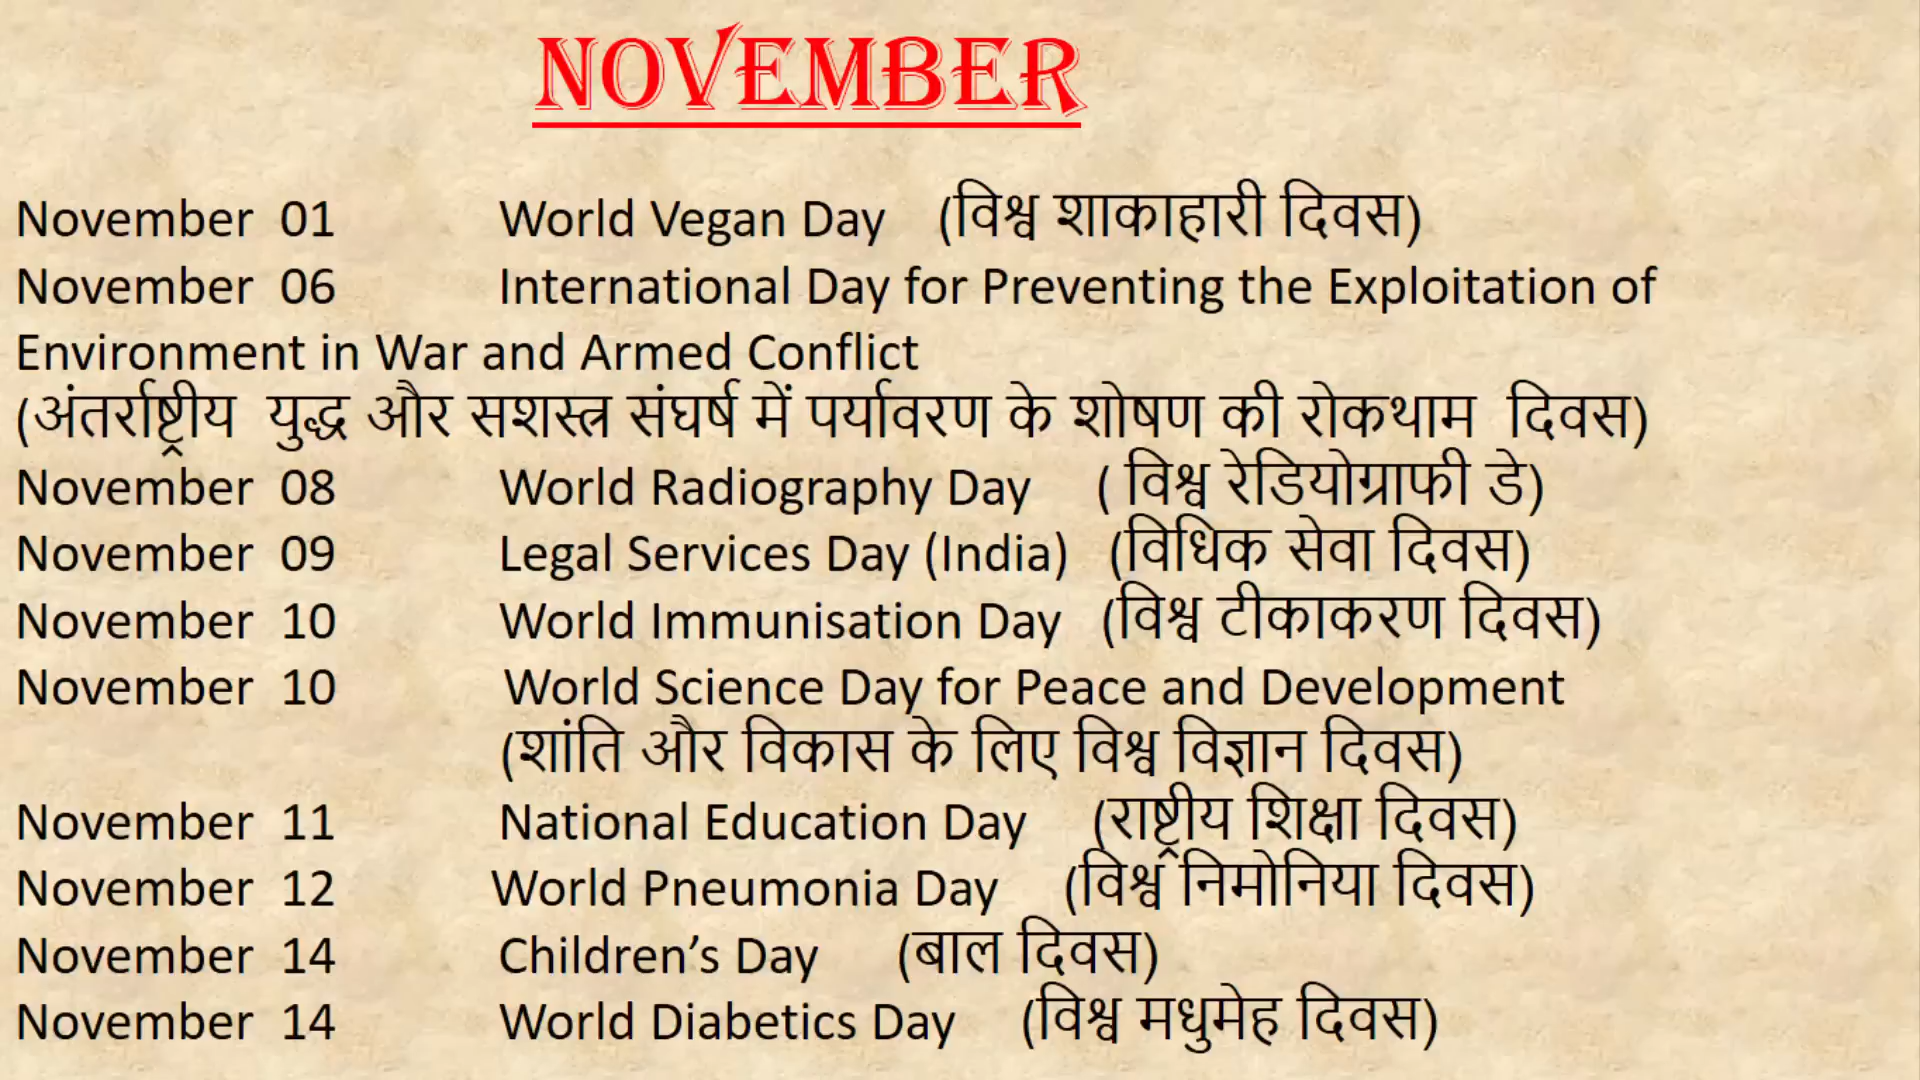 NOVEMBER
November 01 World Vegan Day (विश्व शाकाहारी दिवस)
November 06 International Day for Preventing the Exploitation of
Environment in War and Armed Conflict
(अंतर्राष्ट्रीय युद्ध और सशस्त्र संघर्ष में पर्यावरण के शोषण की रोकथाम दिवस)
November 08 World Radiography Day ( विश्व रेडियोग्राफी डे)
November 09 Legal Services Day (India) (विधिक सेवा दिवस)
November 10 World Immunisation Day (विश्व टीकाकरण दिवस)
November 10 World Science Day for Peace and Development
(शांति और विकास के लिए विश्व विज्ञान दिवस)
November 11 National Education Day (राष्ट्रीय शिक्षा दिवस)
November 12 World Pneumonia Day (विश्व निमोनिया दिवस)
November 14 Children’s Day (बाल दिवस)
November 14 World Diabetics Day (विश्व मधुमेह दिवस)